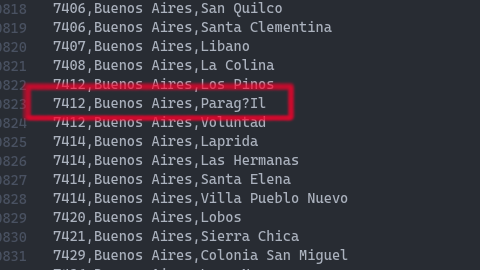 0818 7406,Buenos Aires,San Quilco
0819 7406,Buenos Aires,Santa Clementina
0820 7407,Buenos Aires,Libano
0821 7408,Buenos Aires,La Colina
0822 7412,Buenos Aires,Los Pinos
0823 7412,Buenos Aires,Parag?Il
0824 7412,Buenos Aires,Voluntad
0825 7414,Buenos Aires,Laprida
0826 7414,Buenos Aires,Las Hermanas
0827 7414,Buenos Aires,Santa Elena
0828 7414,Buenos Aires,Villa Pueblo Nuevo
0829 7420,Buenos Aires,Lobos
0830 7421,Buenos Aires,Sierra Chica
0831 7429,Buenos Aires,Colonia San Miguel